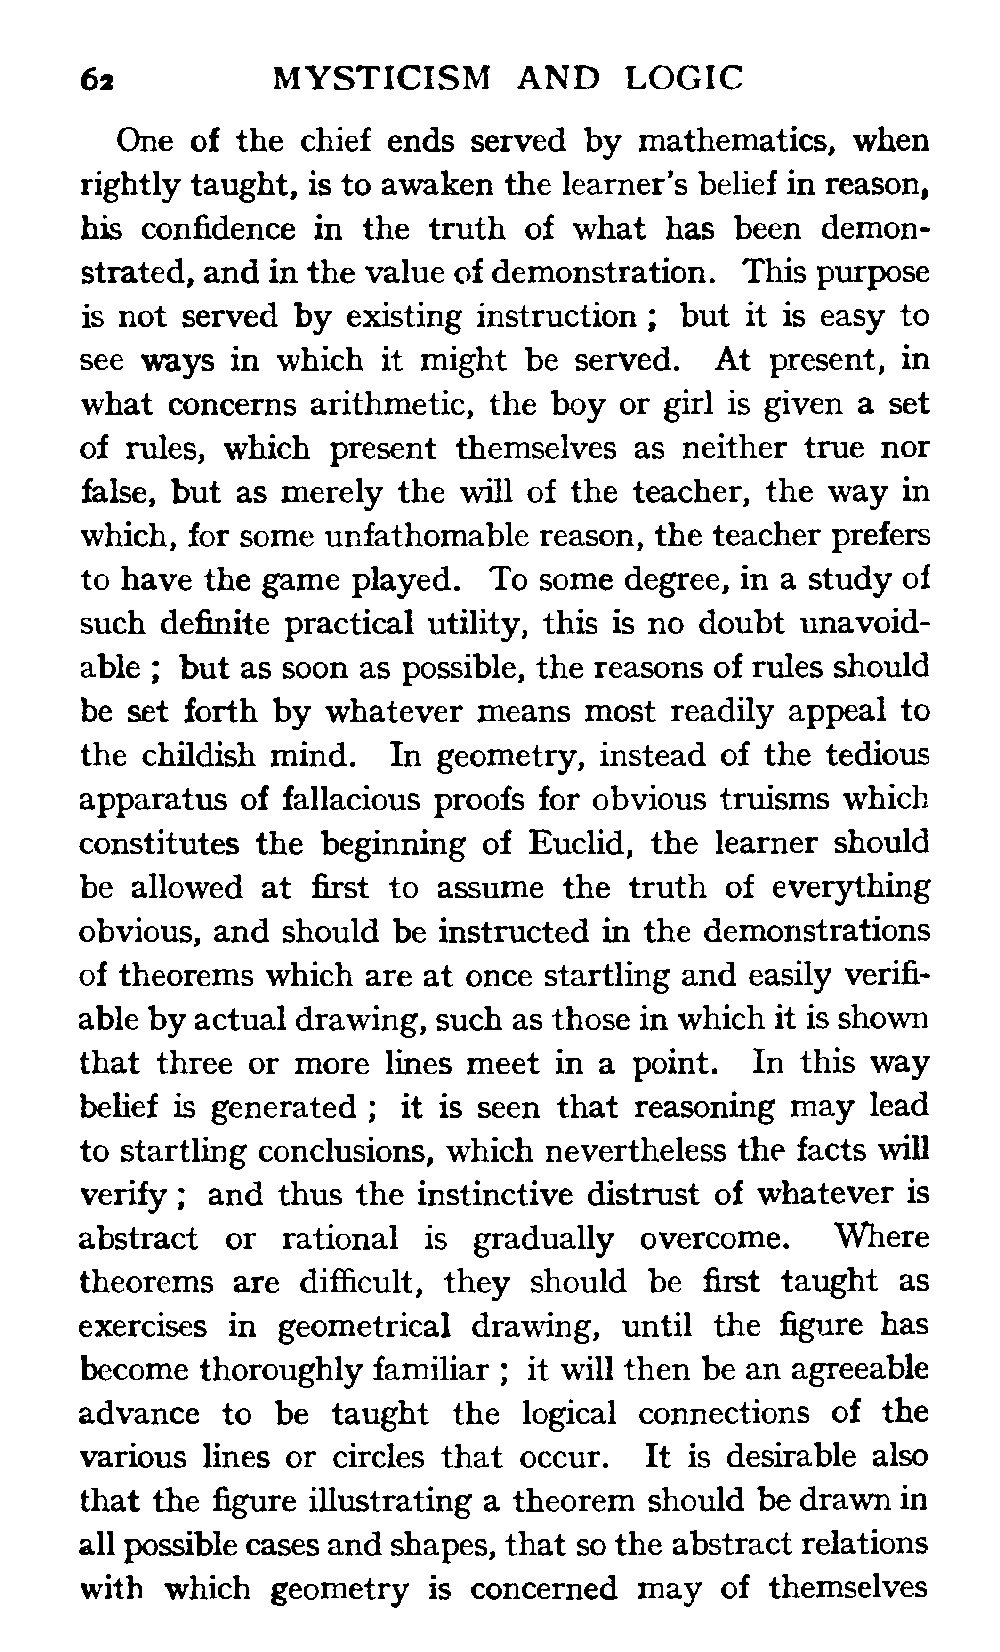 62 MYSTICISM AND LOGIC
One of the chief ends served by mathematics, when
rightly taught, is to awaken the learner's belief in reason,
his confidence in the truth of what has been demon-
strated, and in the value of demonstration. This purpose
is not served by existing instruction ; but it is easy to
see ways in which it might be served. At present, in
what concerns arithmetic, the boy or girl is given a set
of rules, which present themselves as neither true nor
false, but as merely the will of the teacher, the way in
which, for some unfathomable reason, the teacher prefers
to have the game played. To some degree, in a study of
such definite practical utility, this is no doubt unavoid-
able ; but as soon as possible, the reasons of rules should
be set forth by whatever means most readily appeal to
the childish mind. In geometry, instead of the tedious
apparatus of fallacious proofs for obvious truisms which
constitutes the beginning of Euclid, the learner should
be allowed at first to assume the truth of everything
obvious, and should be instructed in the demonstrations
of theorems which are at once startling and easily verifi-
able by actual drawing, such as those in which it is shown
that three or more lines meet in a point. In this way
belief is generated ; it is seen that reasoning may lead
to startling conclusions, which nevertheless the facts will
verify ; and thus the instinctive distrust of whatever is
abstract or rational is gradually overcome. Where
theorems are difficult, they should be first taught as
exercises in geometrical drawing, until the figure has
become thoroughly familiar ; it will then be an agreeable
advance to be taught the logical connections of the
various lines or circles that occur. It is desirable also
that the figure illustrating a theorem should be drawn in
all possible cases and shapes, that so the abstract relations
with which geometry is concerned may of themselves